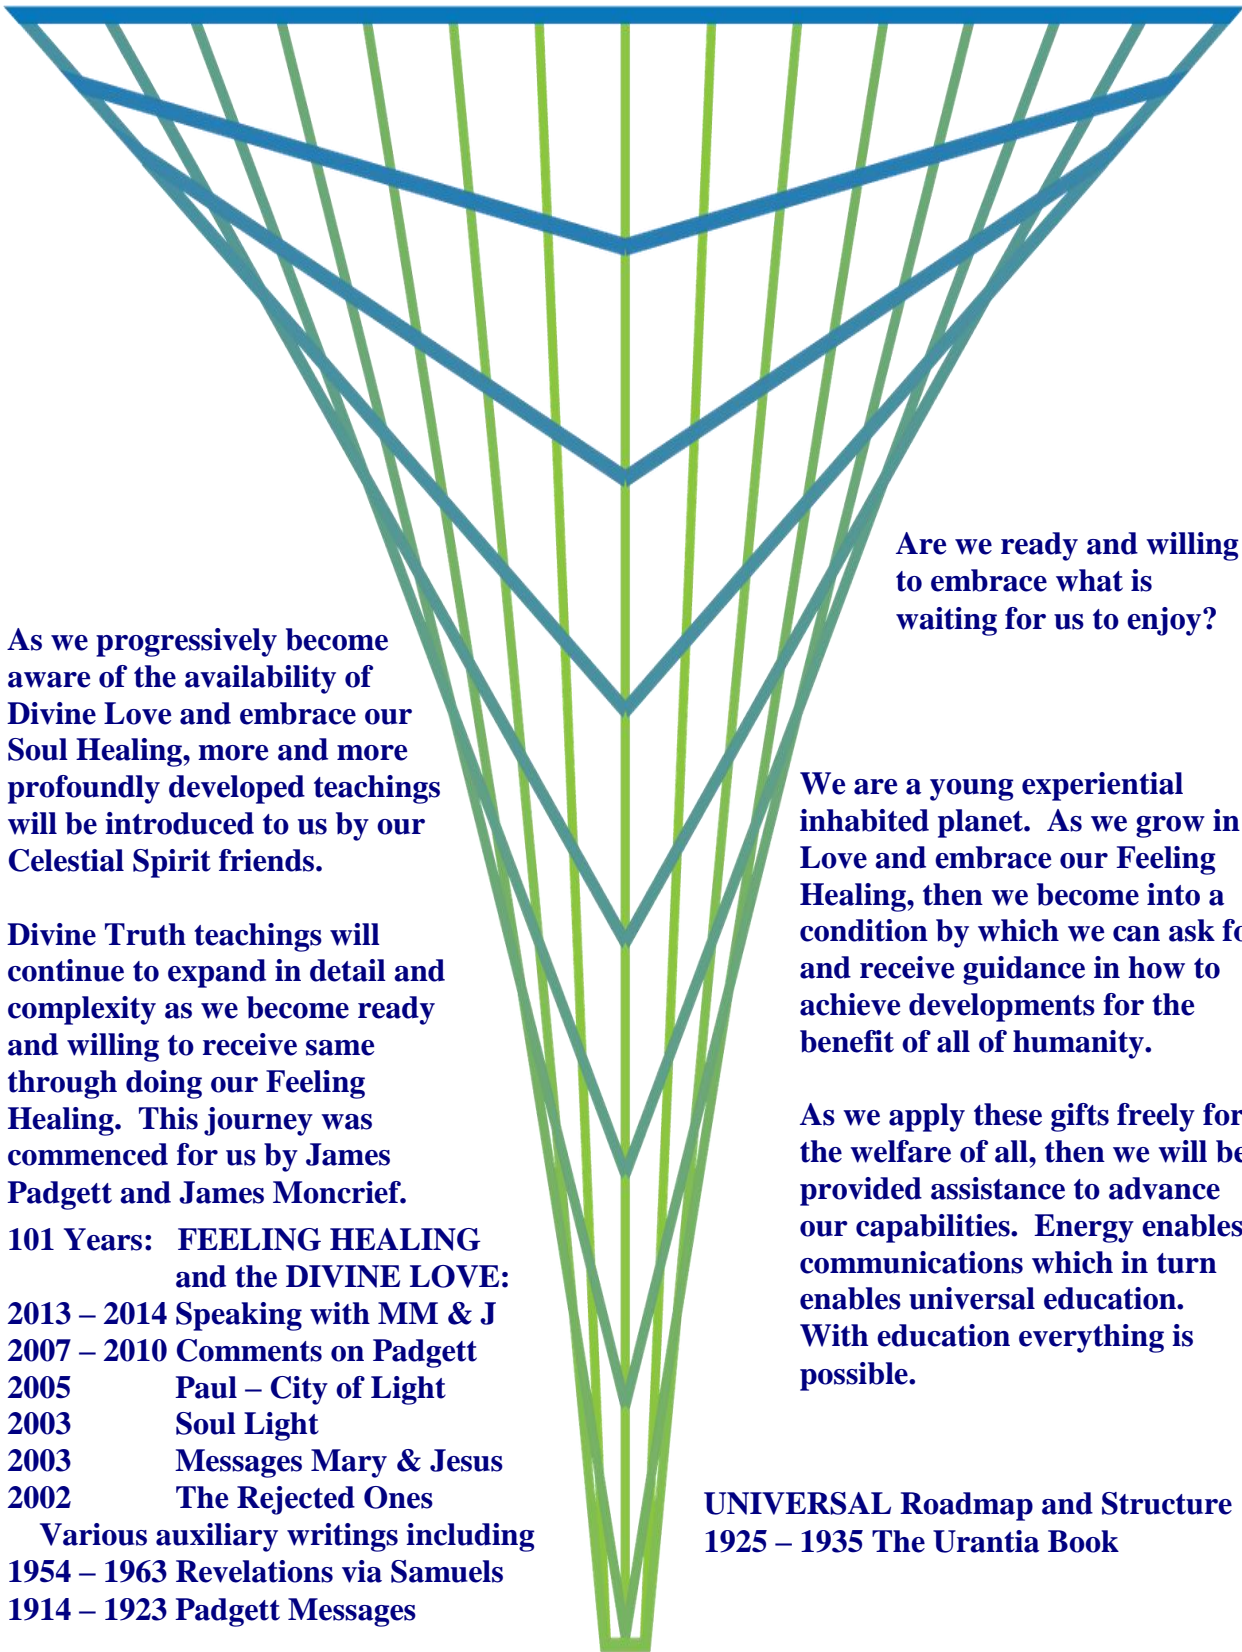 Are we ready and willing
to embrace what is
waiting for us to enjoy?
As we progressively become
aware of the availability of
Divine Love and embrace our
Soul Healing, more and more
profoundly developed teachings
will be introduced to us by our
Celestial Spirit friends.
Divine Truth teachings will
continue to expand in detail and
complexity as we become ready
and willing to receive same
through doing our Feeling
Healing.  This journey was
commenced for us by James
Padgett and James Moncrief.
101 Years:   FEELING HEALING
and the DIVINE LOVE:
2013 – 2014 Speaking with MM & J
2007 – 2010 Comments on Padgett
2005 Paul – City of Light
2003 Soul Light
2003 Messages Mary & Jesus
2002 The Rejected Ones
Various auxiliary writings including
1954 – 1963 Revelations via Samuels
1914 – 1923 Padgett Messages
We are a young experiential
inhabited planet.  As we grow in
Love and embrace our Feeling
Healing, then we become into a
condition by which we can ask fo
and receive guidance in how to
achieve developments for the
benefit of all of humanity.
As we apply these gifts freely for
the welfare of all, then we will be
provided assistance to advance
our capabilities.  Energy enables
communications which in turn
enables universal education.
With education everything is
possible.
UNIVERSAL Roadmap and Structure
1925 – 1935 The Urantia Book